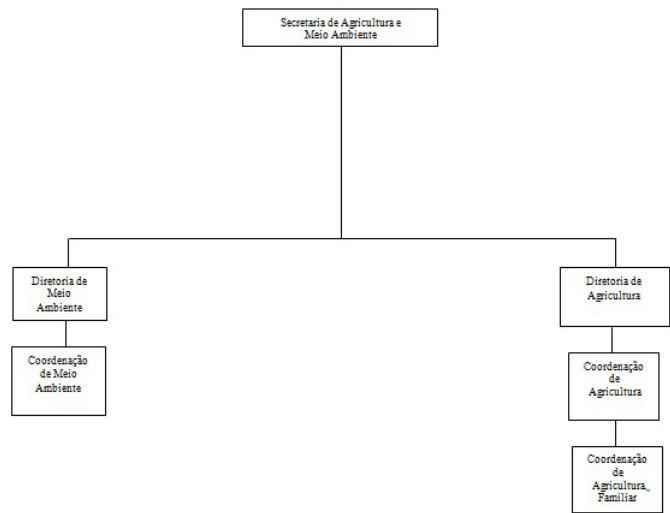 Secretaria de Agricultura e
Meio Ambiente
Diretoria de
Meio
Ambiente
Diretoria de
Agricultura
Coordenação
de Meio
Ambiente
Coordenação
de
Agricultura
Coordenação
de
Agricultura,
Familiar